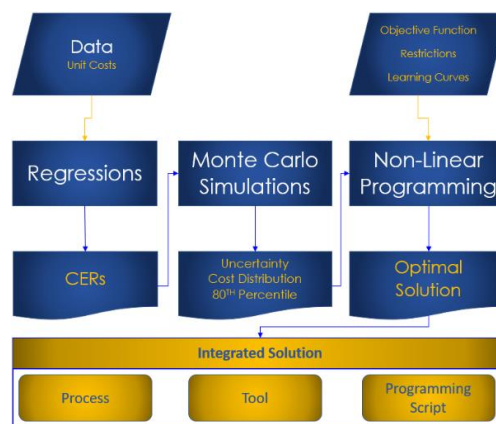 Data
Unit Costs
Objective Function
Restrictions
Learning Curves
Regressions
Monte Carlo
Simulations
Non-Linear
Programming
CERs
Uncertainty
Cost Distribution
80TH Percentile
Optimal
Solution
Integrated Solution
Process
Tool
Programming
Script